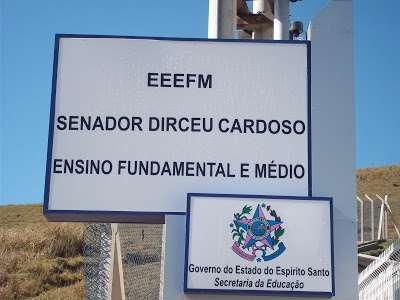 EEEFM
SENADOR DIRCEU CARDOSO
ENSINO FUNDAMENTAL E MÉDIO
Governo do Estado do Espírito Santo
Secretaria da Educação